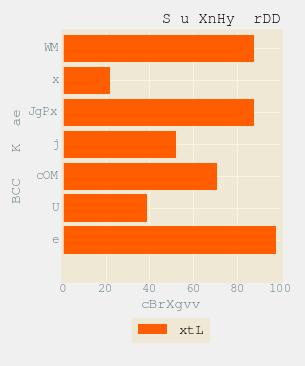 S u XnHy  rDD
WM
x
JgPx
j
cOM
U
e
BCC  K  ae
0 20 40 60 80 100
cBrXgvv
xtL